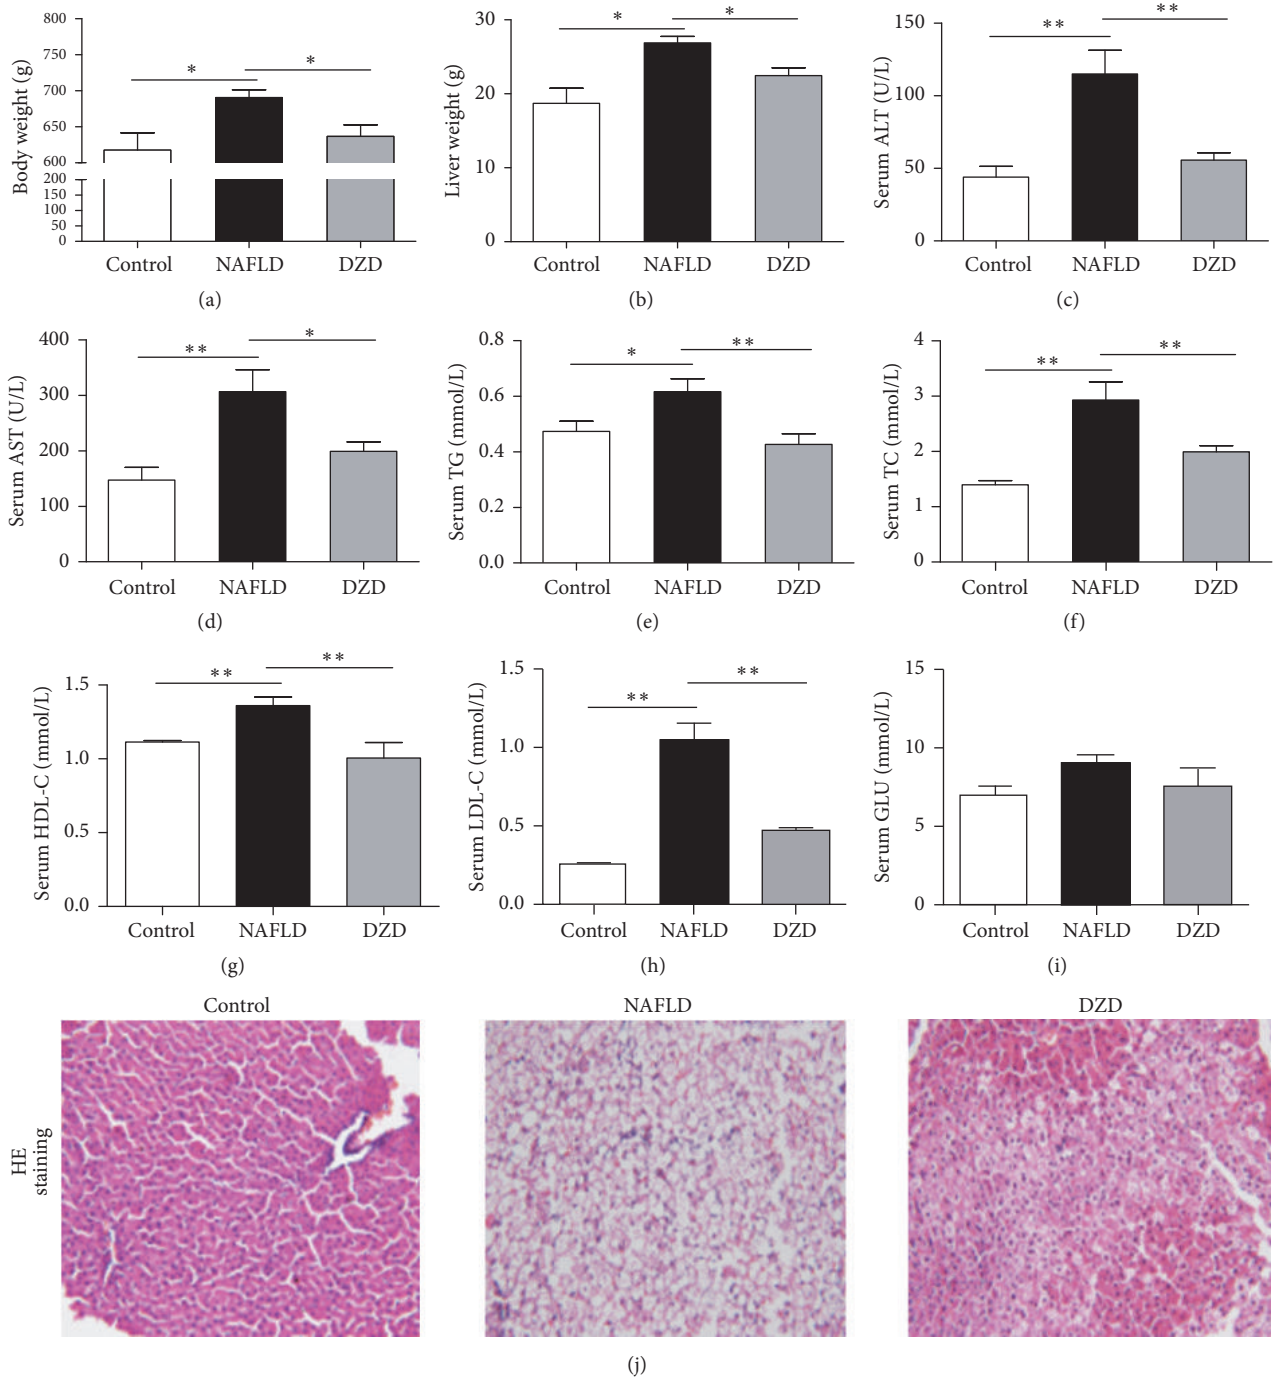 Body weight (g)
800
750
700
650
600
200
150
100
50
0
*
*
Control NAFLD DZD
(a)
Liver weight (g)
30
20
10
0
*
*
Control NAFLD DZD
(b)
Serum ALT (U/L)
150
100
50
0
**
**
Control NAFLD DZD
(c)
Serum AST (U/L)
400
300
200
100
0
**
*
Control NAFLD DZD
(d)
Serum TG (mmol/L)
0.8
0.6
0.4
0.2
0.0
*
**
Control NAFLD DZD
(e)
Serum TC (mmol/L)
4
3
2
1
0
**
**
Control NAFLD DZD
(f)
Serum HDL-C (mmol/L)
1.5
1.0
0.5
0.0
**
**
Control NAFLD DZD
(g)
Serum LDL-C (mmol/L)
1.5
1.0
0.5
0.0
**
**
Control NAFLD DZD
(h)
Serum GLU (mmol/L)
15
10
5
0
Control NAFLD DZD
(i)
Control NAFLD DZD
HE
staining
(j)